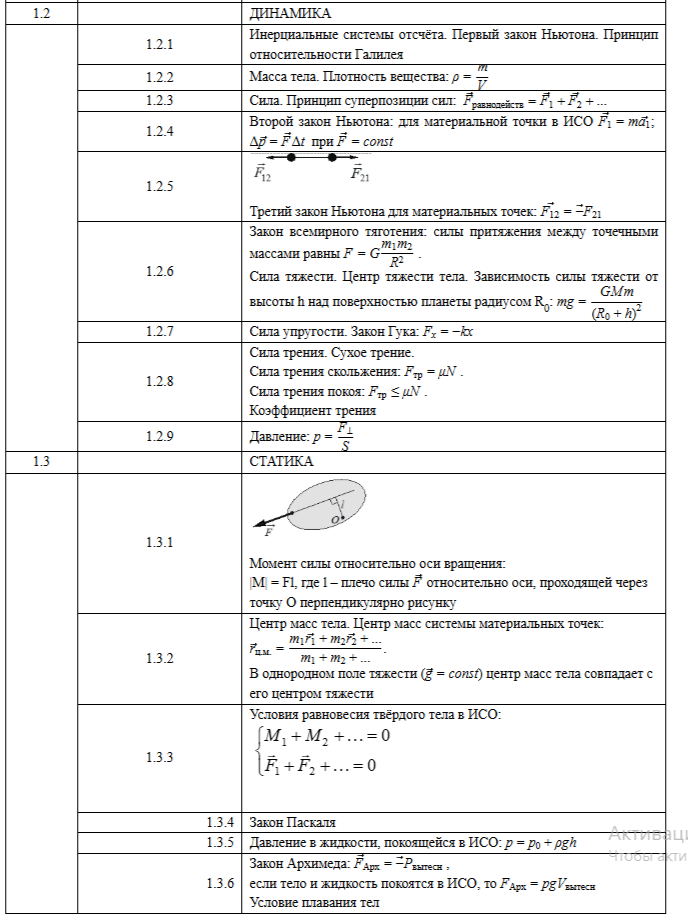 1.2 ДИНАМИКА
1.2.1 Инерциальные системы отсчёта. Первый закон Ньютона. Принцип
относительности Галилея
1.2.2 Масса тела. Плотность вещества: ρ = m/V
1.2.3 Сила. Принцип суперпозиции сил: F⃗равнодейств = F⃗₁ + F⃗₂ + ...
1.2.4 Второй закон Ньютона: для материальной точки в ИСО F⃗₁ = ma⃗₁;
Δp⃗ = F⃗ Δt при F⃗ = const
1.2.5
F⃗₁₂ F⃗₂₁
Третий закон Ньютона для материальных точек: F⃗₁₂ = −⃗F₂₁
1.2.6 Закон всемирного тяготения: силы притяжения между точечными
массами равны F = G m₁m₂/R² .
Сила тяжести. Центр тяжести тела. Зависимость силы тяжести от
высоты h над поверхностью планеты радиусом R₀: mg = GMm/(R₀ + h)²
1.2.7 Сила упругости. Закон Гука: Fₓ = −kx
1.2.8 Сила трения. Сухое трение.
Сила трения скольжения: Fтр = μN .
Сила трения покоя: Fтр ≤ μN .
Коэффициент трения
1.2.9 Давление: p = F⊥/S
1.3 СТАТИКА
1.3.1
l
O
F⃗
Момент силы относительно оси вращения:
|M| = Fl, где l – плечо силы F⃗ относительно оси, проходящей через
точку O перпендикулярно рисунку
1.3.2 Центр масс тела. Центр масс системы материальных точек:
r⃗ц.м. = (m₁r⃗₁ + m₂r⃗₂ + ...)/(m₁ + m₂ + ...).
В однородном поле тяжести (g⃗ = const) центр масс тела совпадает с
его центром тяжести
1.3.3 Условия равновесия твёрдого тела в ИСО:
{ M₁ + M₂ + … = 0
F⃗₁ + F⃗₂ + … = 0
1.3.4 Закон Паскаля
1.3.5 Давление в жидкости, покоящейся в ИСО: p = p₀ + ρgh
1.3.6 Закон Архимеда: F⃗Арх = −⃗Pвытесн ,
если тело и жидкость покоятся в ИСО, то FАрх = pgVвытесн
Условие плавания тел
Активаци
Чтобы акти